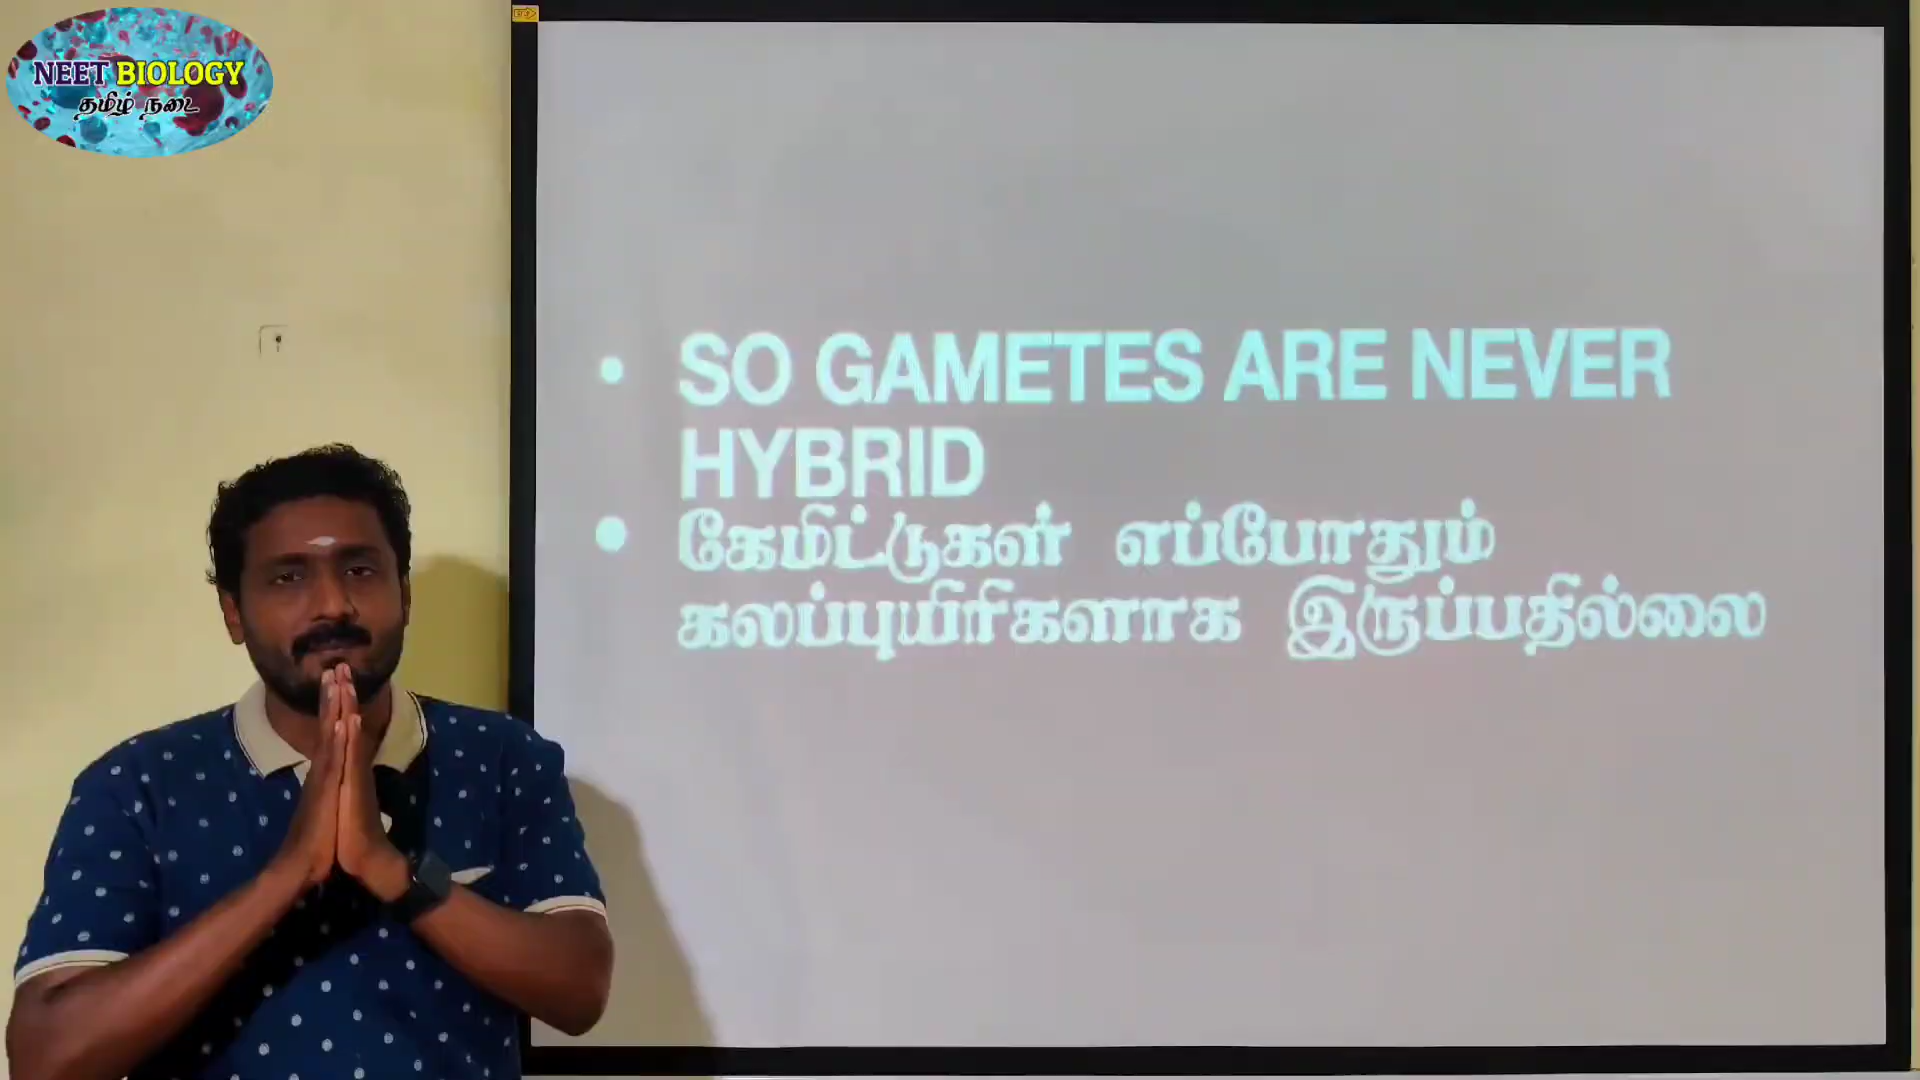 NEET BIOLOGY
தமிழ் நடை
• SO GAMETES ARE NEVER
HYBRID
• கேமிட்டுகள் எப்போதும்
கலப்புயிரிகளாக இருப்பதில்லை